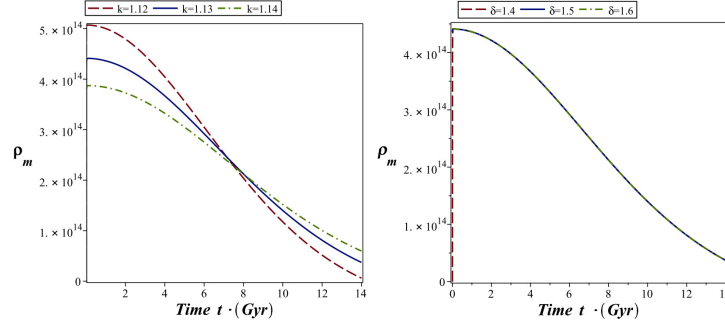 k=1.12 k=1.13 k=1.14
5. × 10^14
4. × 10^14
3. × 10^14
2. × 10^14
1. × 10^14
0
ρm
2 4 6 8 10 12 14
Time t · (Gyr)
δ=1.4 δ=1.5 δ=1.6
4. × 10^14
3. × 10^14
2. × 10^14
1. × 10^14
0
ρm
0 2 4 6 8 10 12 14
Time t · (Gyr)